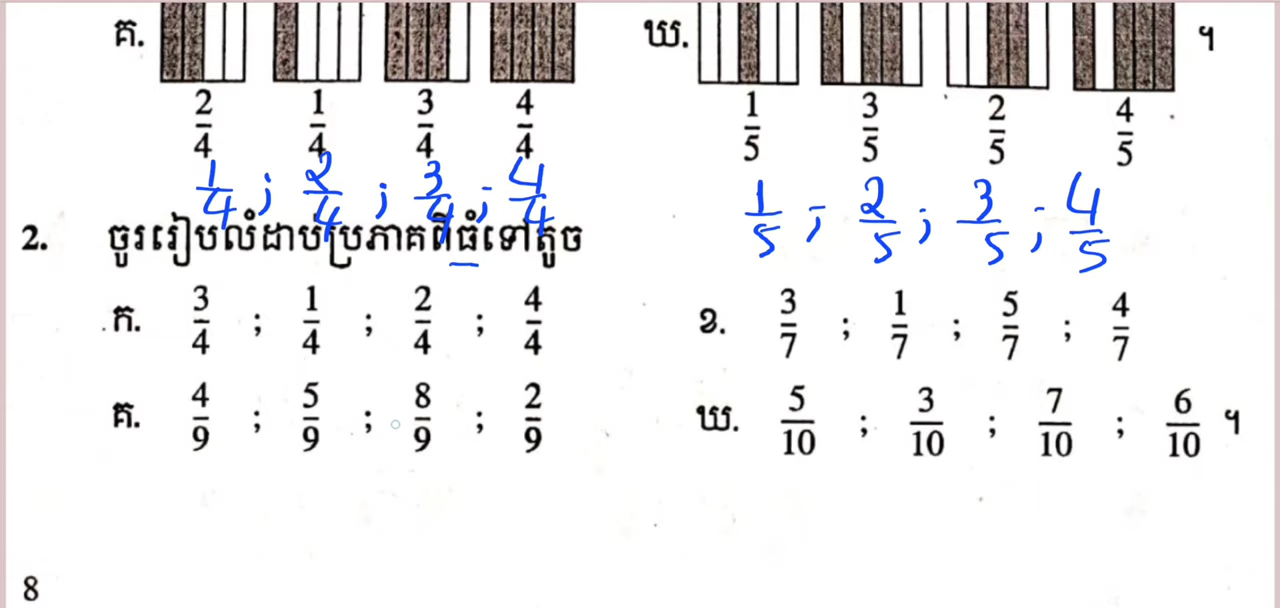 គ. 2/4 1/4 3/4 4/4 ឃ. 1/5 3/5 2/5 4/5 ។
1/4 ; 2/4 ; 3/4 ; 4/4 1/5 ; 2/5 ; 3/5 ; 4/5
2. ចូររៀបលំដាប់ប្រភាគពីធំទៅតូច
ក. 3/4 ; 1/4 ; 2/4 ; 4/4 ខ. 3/7 ; 1/7 ; 5/7 ; 4/7
គ. 4/9 ; 5/9 ; 8/9 ; 2/9 ឃ. 5/10 ; 3/10 ; 7/10 ; 6/10 ។
8